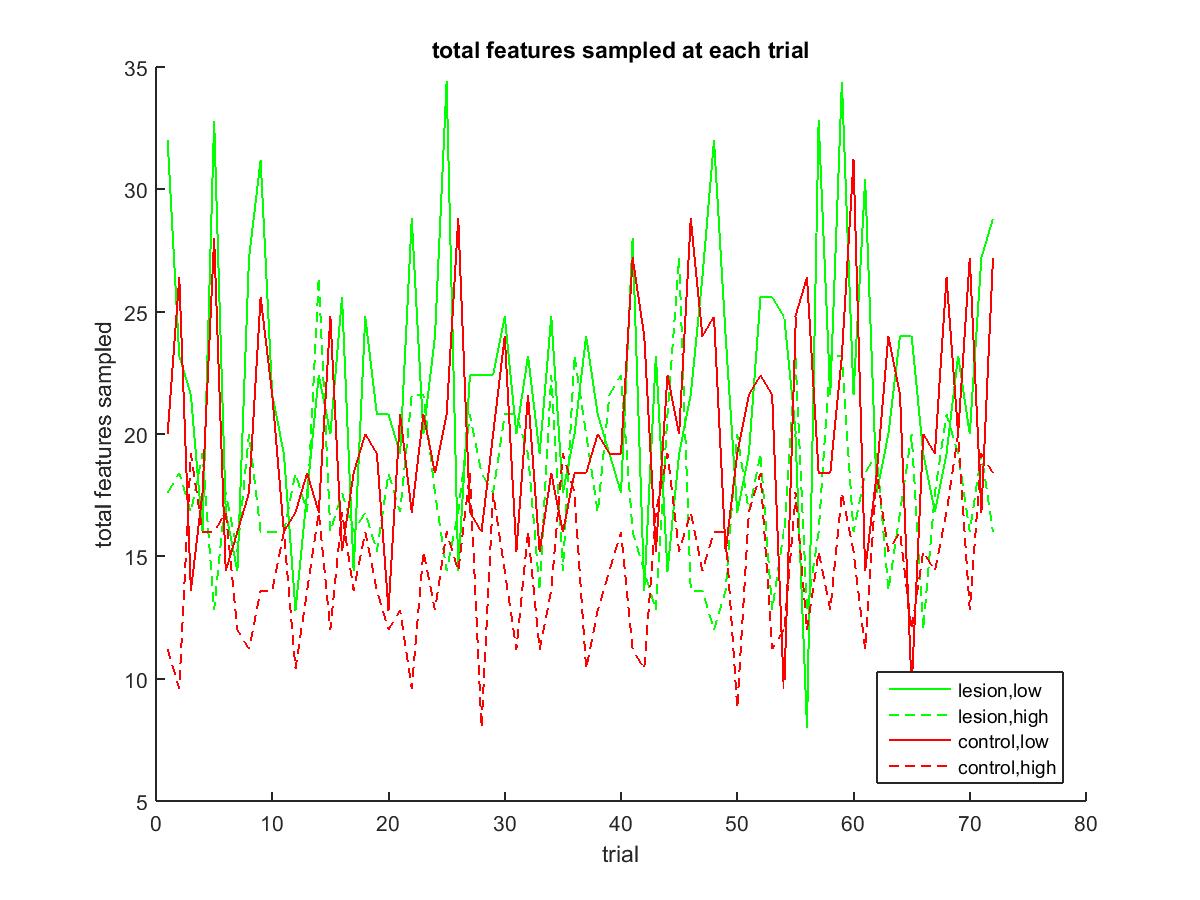 total features sampled at each trial
total features sampled
35
30
25
20
15
10
5
0 10 20 30 40 50 60 70 80
trial
lesion,low
lesion,high
control,low
control,high